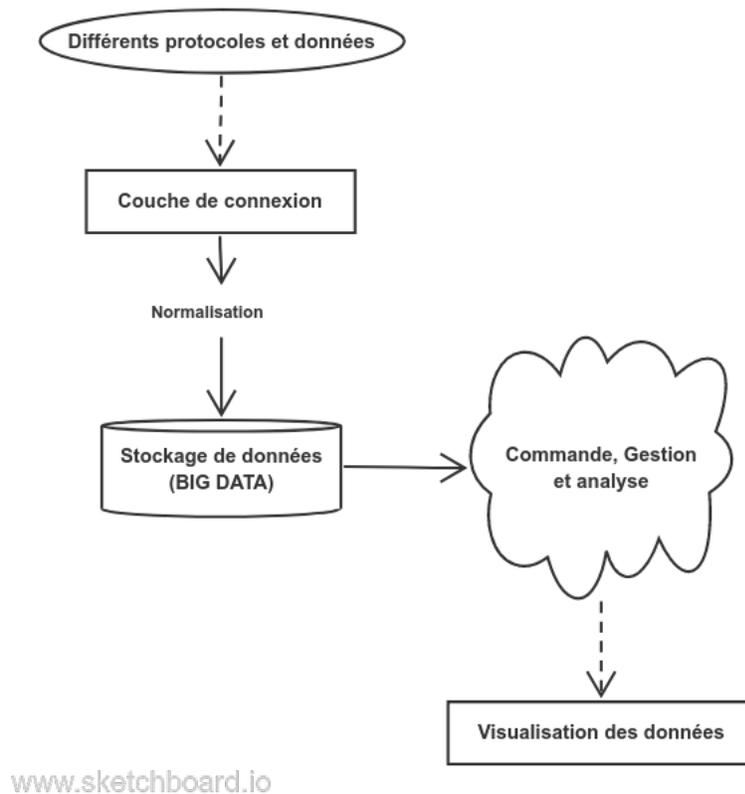 Différents protocoles et données
Couche de connexion
Normalisation
Stockage de données
(BIG DATA)
Commande, Gestion
et analyse
Visualisation des données
www.sketchboard.io